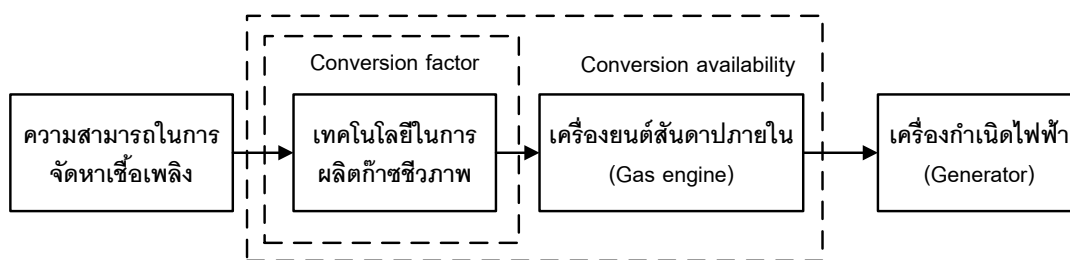 Conversion factor
Conversion availability
ความสามารถในการ
จัดหาเชื้อเพลิง
เทคโนโลยีในการ
ผลิตก๊าซชีวภาพ
เครื่องยนต์สันดาปภายใน
(Gas engine)
เครื่องกำเนิดไฟฟ้า
(Generator)